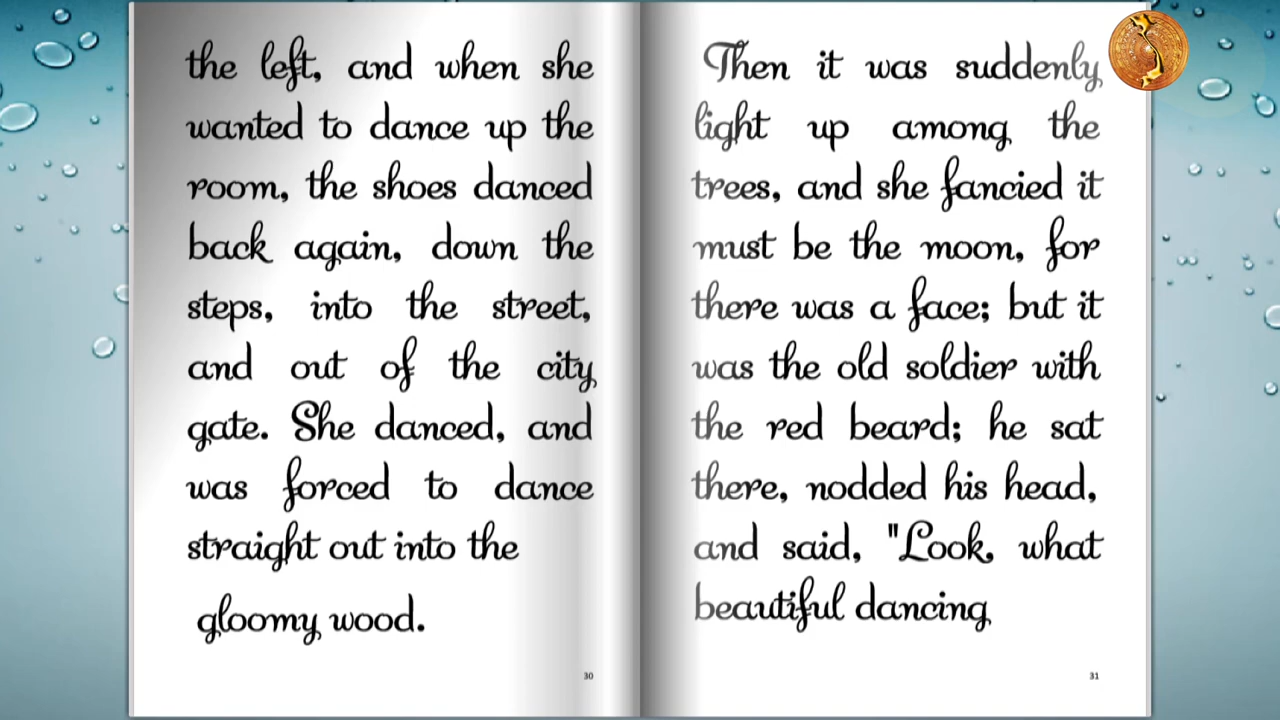 the left, and when she
wanted to dance up the
room, the shoes danced
back again, down the
steps, into the street,
and out of the city
gate. She danced, and
was forced to dance
straight out into the
gloomy wood.
30
Then it was suddenly
light up among the
trees, and she fancied it
must be the moon, for
there was a face; but it
was the old soldier with
the red beard; he sat
there, nodded his head,
and said, "Look, what
beautiful dancing
31